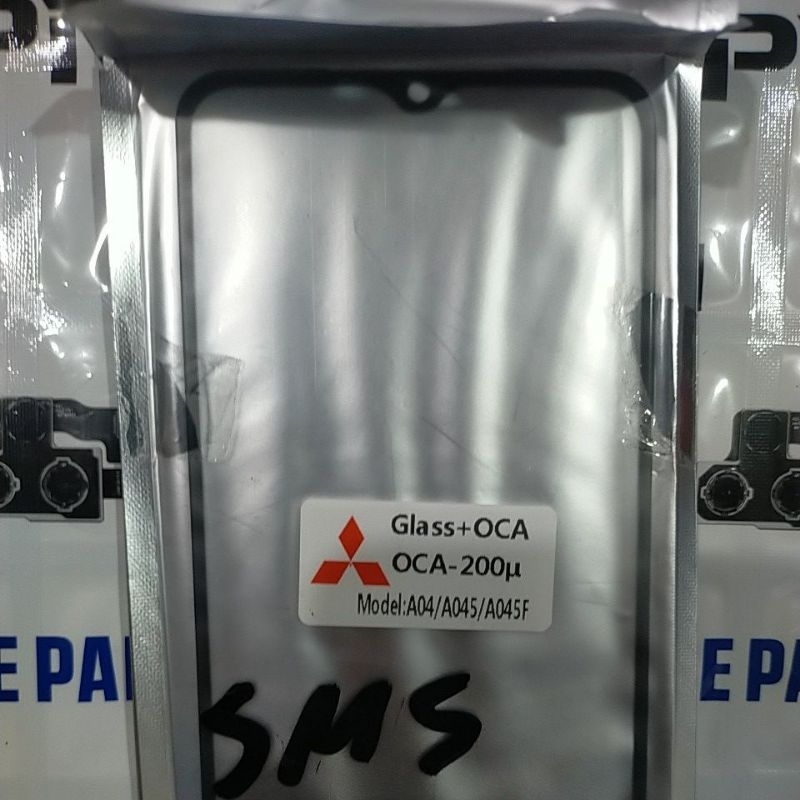 Glass+OCA
OCA-200μ
Model:A04/A045/A045F
E PA
E PA
SMS